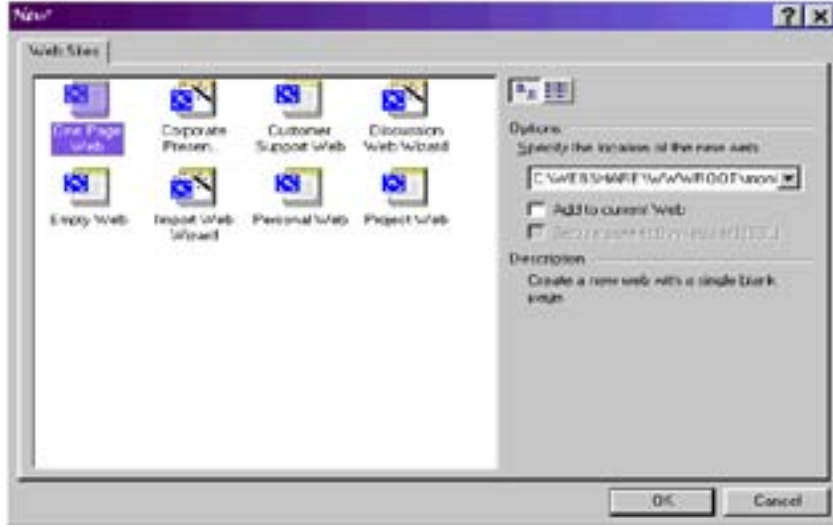 New
Web Sites
One Page Web
Corporate Presen...
Customer Support Web
Discussion Web Wizard
Empty Web
Import Web Wizard
Personal Web
Project Web
Options
Specify the location of the new web
C:\WEBSHARE\WWWROOT\
Add to current Web
Description
Create a new web with a single blank
page
OK
Cancel